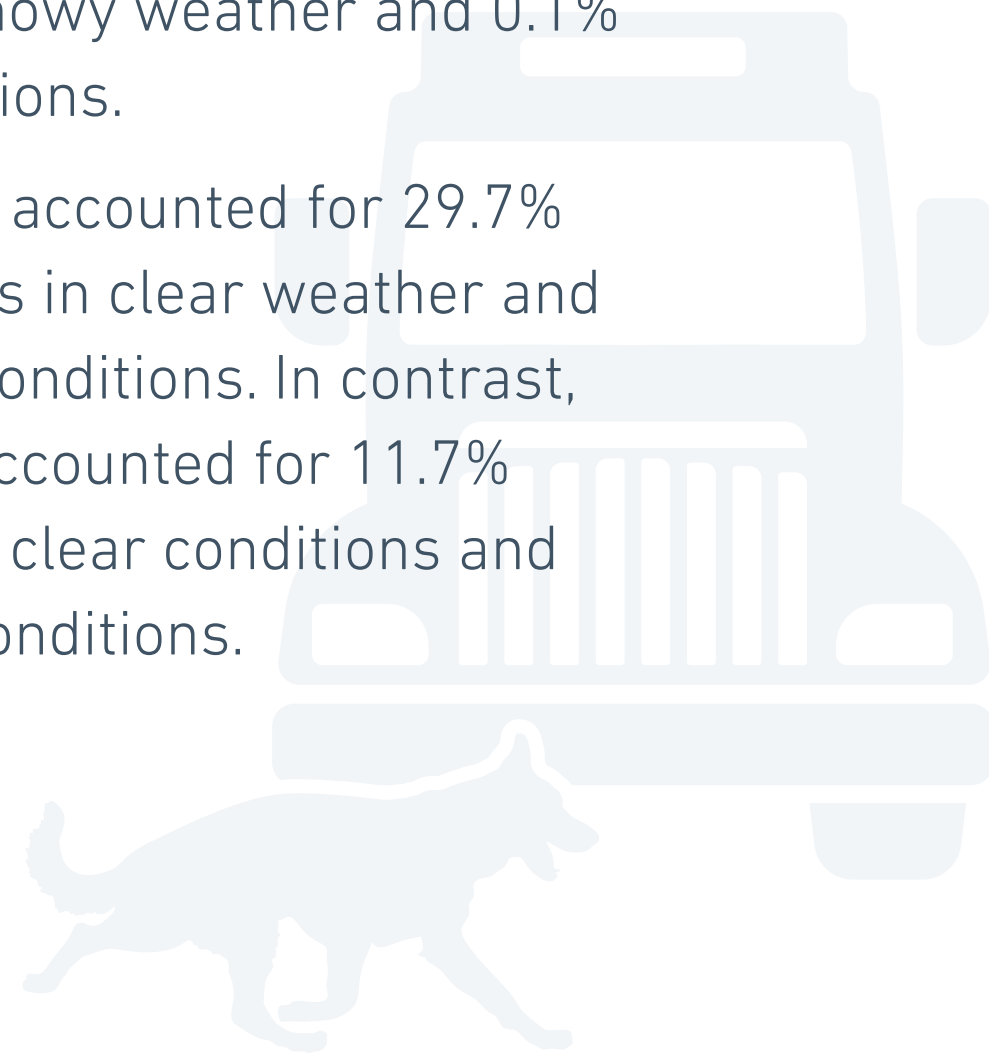 nowy weather and 0.1%
ions.
accounted for 29.7%
s in clear weather and
onditions. In contrast,
ccounted for 11.7%
clear conditions and
onditions.